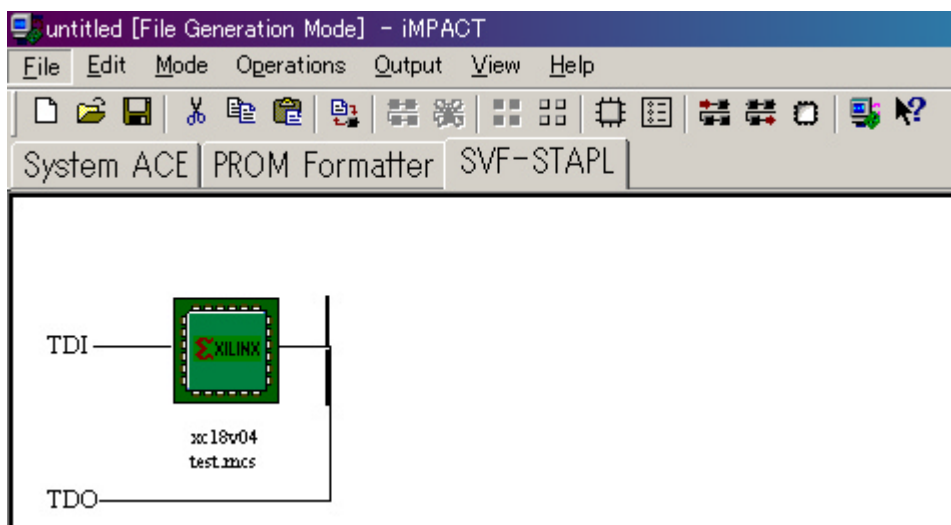 untitled [File Generation Mode] - iMPACT
File Edit Mode Operations Output View Help
System ACE PROM Formatter SVF-STAPL
TDI
XILINX
xc18v04
test.mcs
TDO